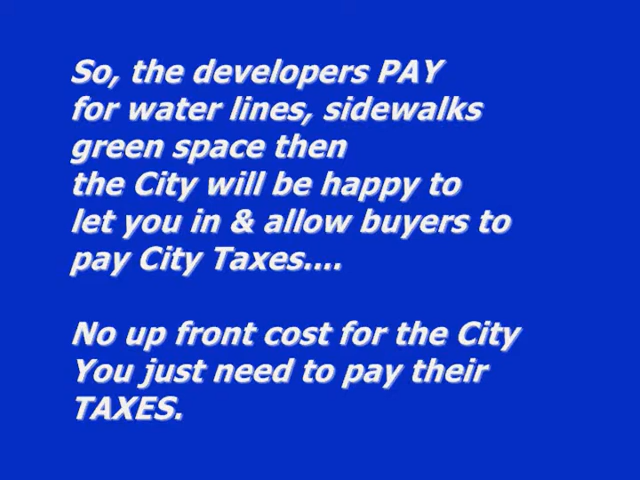 So, the developers PAY
for water lines, sidewalks
green space then
the City will be happy to
let you in & allow buyers to
pay City Taxes....
No up front cost for the City
You just need to pay their
TAXES.